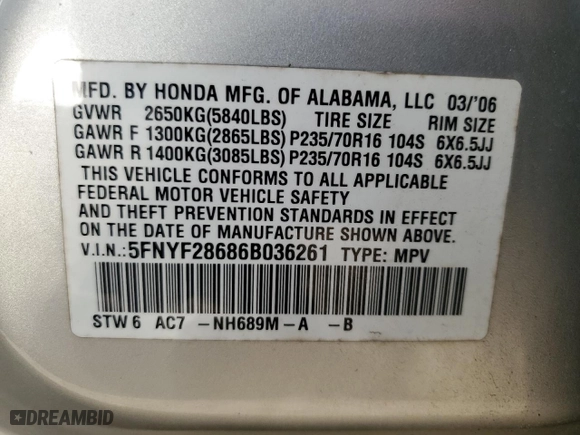 MFD. BY HONDA MFG. OF ALABAMA, LLC 03/'06
GVWR 2650KG(5840LBS) TIRE SIZE RIM SIZE
GAWR F 1300KG(2865LBS) P235/70R16 104S 6X6.5JJ
GAWR R 1400KG(3085LBS) P235/70R16 104S 6X6.5JJ
THIS VEHICLE CONFORMS TO ALL APPLICABLE
FEDERAL MOTOR VEHICLE SAFETY
AND THEFT PREVENTION STANDARDS IN EFFECT
ON THE DATE OF MANUFACTURE SHOWN ABOVE.
V.I.N.: 5FNYF28686B036261 TYPE: MPV
STW 6 AC7 -NH689M-A -B
DREAMBID